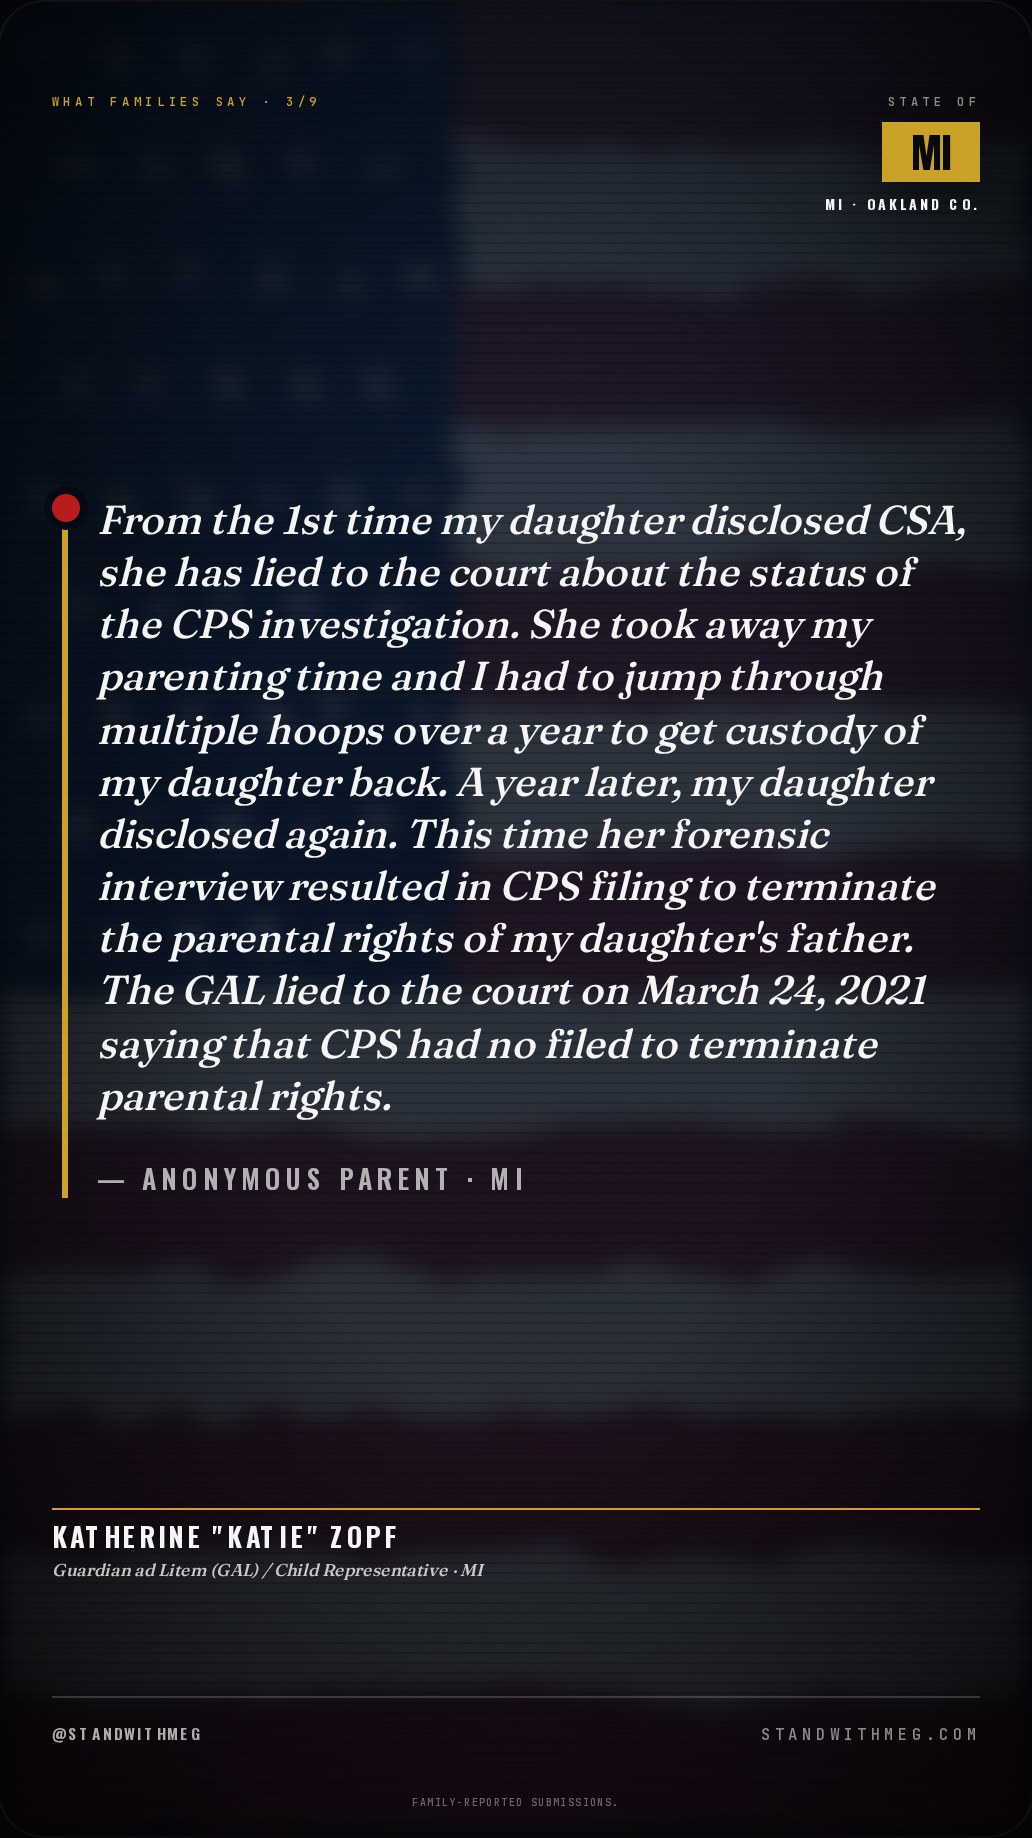 WHAT FAMILIES SAY · 3/9
STATE OF
MI
MI · OAKLAND CO.
From the 1st time my daughter disclosed CSA,
she has lied to the court about the status of
the CPS investigation. She took away my
parenting time and I had to jump through
multiple hoops over a year to get custody of
my daughter back. A year later, my daughter
disclosed again. This time her forensic
interview resulted in CPS filing to terminate
the parental rights of my daughter's father.
The GAL lied to the court on March 24, 2021
saying that CPS had no filed to terminate
parental rights.
— ANONYMOUS PARENT · MI
KATHERINE "KATIE" ZOPF
Guardian ad Litem (GAL) / Child Representative · MI
@STANDWITHMEG
STANDWITHMEG.COM
FAMILY-REPORTED SUBMISSIONS.